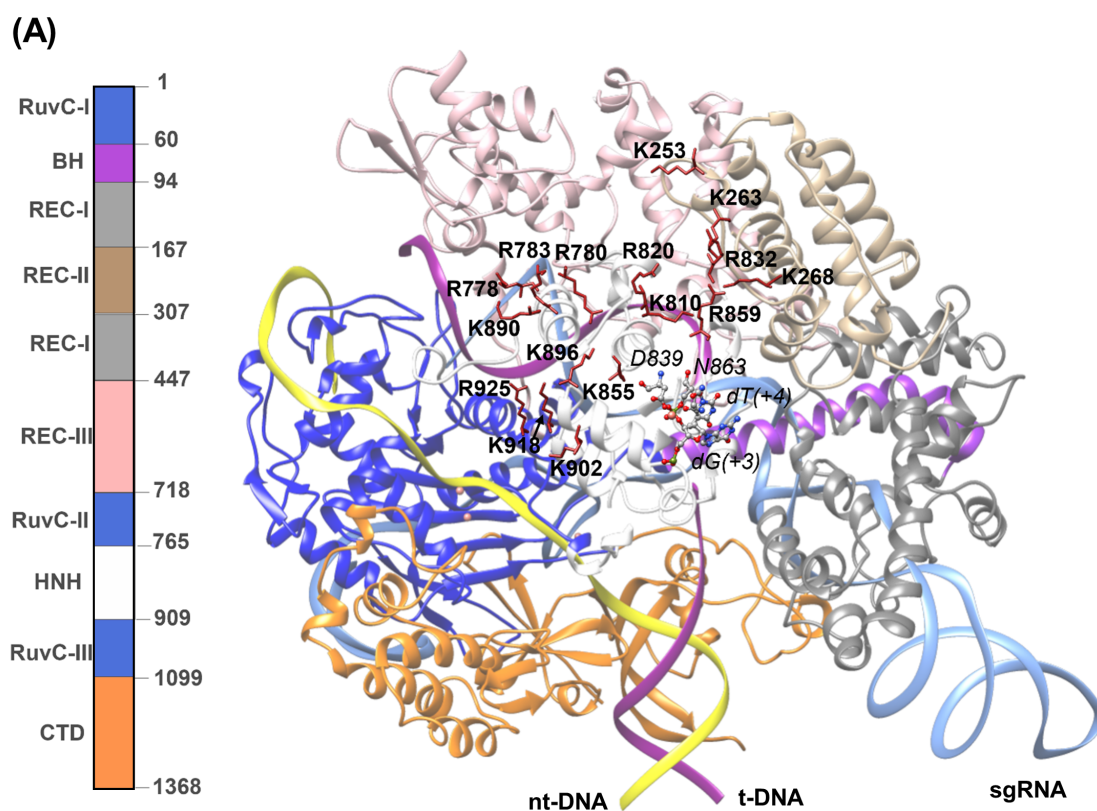 (A)
1
RuvC-I
60
BH
94
REC-I
167
REC-II
307
REC-I
447
REC-III
718
RuvC-II
765
HNH
909
RuvC-III
1099
CTD
1368
K253
K263
R783 R780 R820
R832
K268
R778
K810
R859
K890
K896
D839
N863
R925
K855
dT(+4)
K918
K902
dG(+3)
nt-DNA
t-DNA
sgRNA